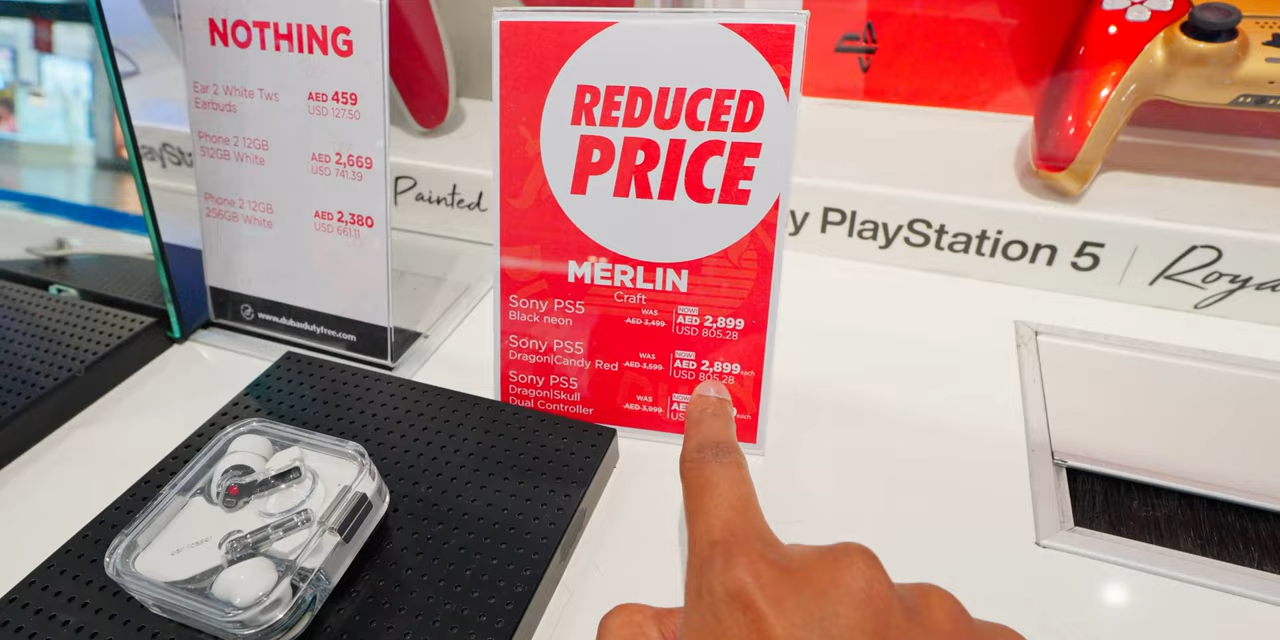 NOTHING
Ear 2 White Tws
Earbuds
AED 459
USD 127.50
Phone 2 12GB
512GB White
AED 2,669
USD 741.39
Phone 2 12GB
256GB White
AED 2,380
USD 661.11
www.dubaidutyfree.com
Painted
REDUCED
PRICE
MERLIN
Craft
Sony PS5
Black neon
WAS
AED 3,499
NOW!
AED 2,899
USD 805.28
Sony PS5
Dragon|Candy Red
WAS
AED 3,599
NOW!
AED 2,899 each
USD 805.28
Sony PS5
Dragon|Skull
Dual Controller
WAS
AED 3,999
NOW!
each
PlayStation 5